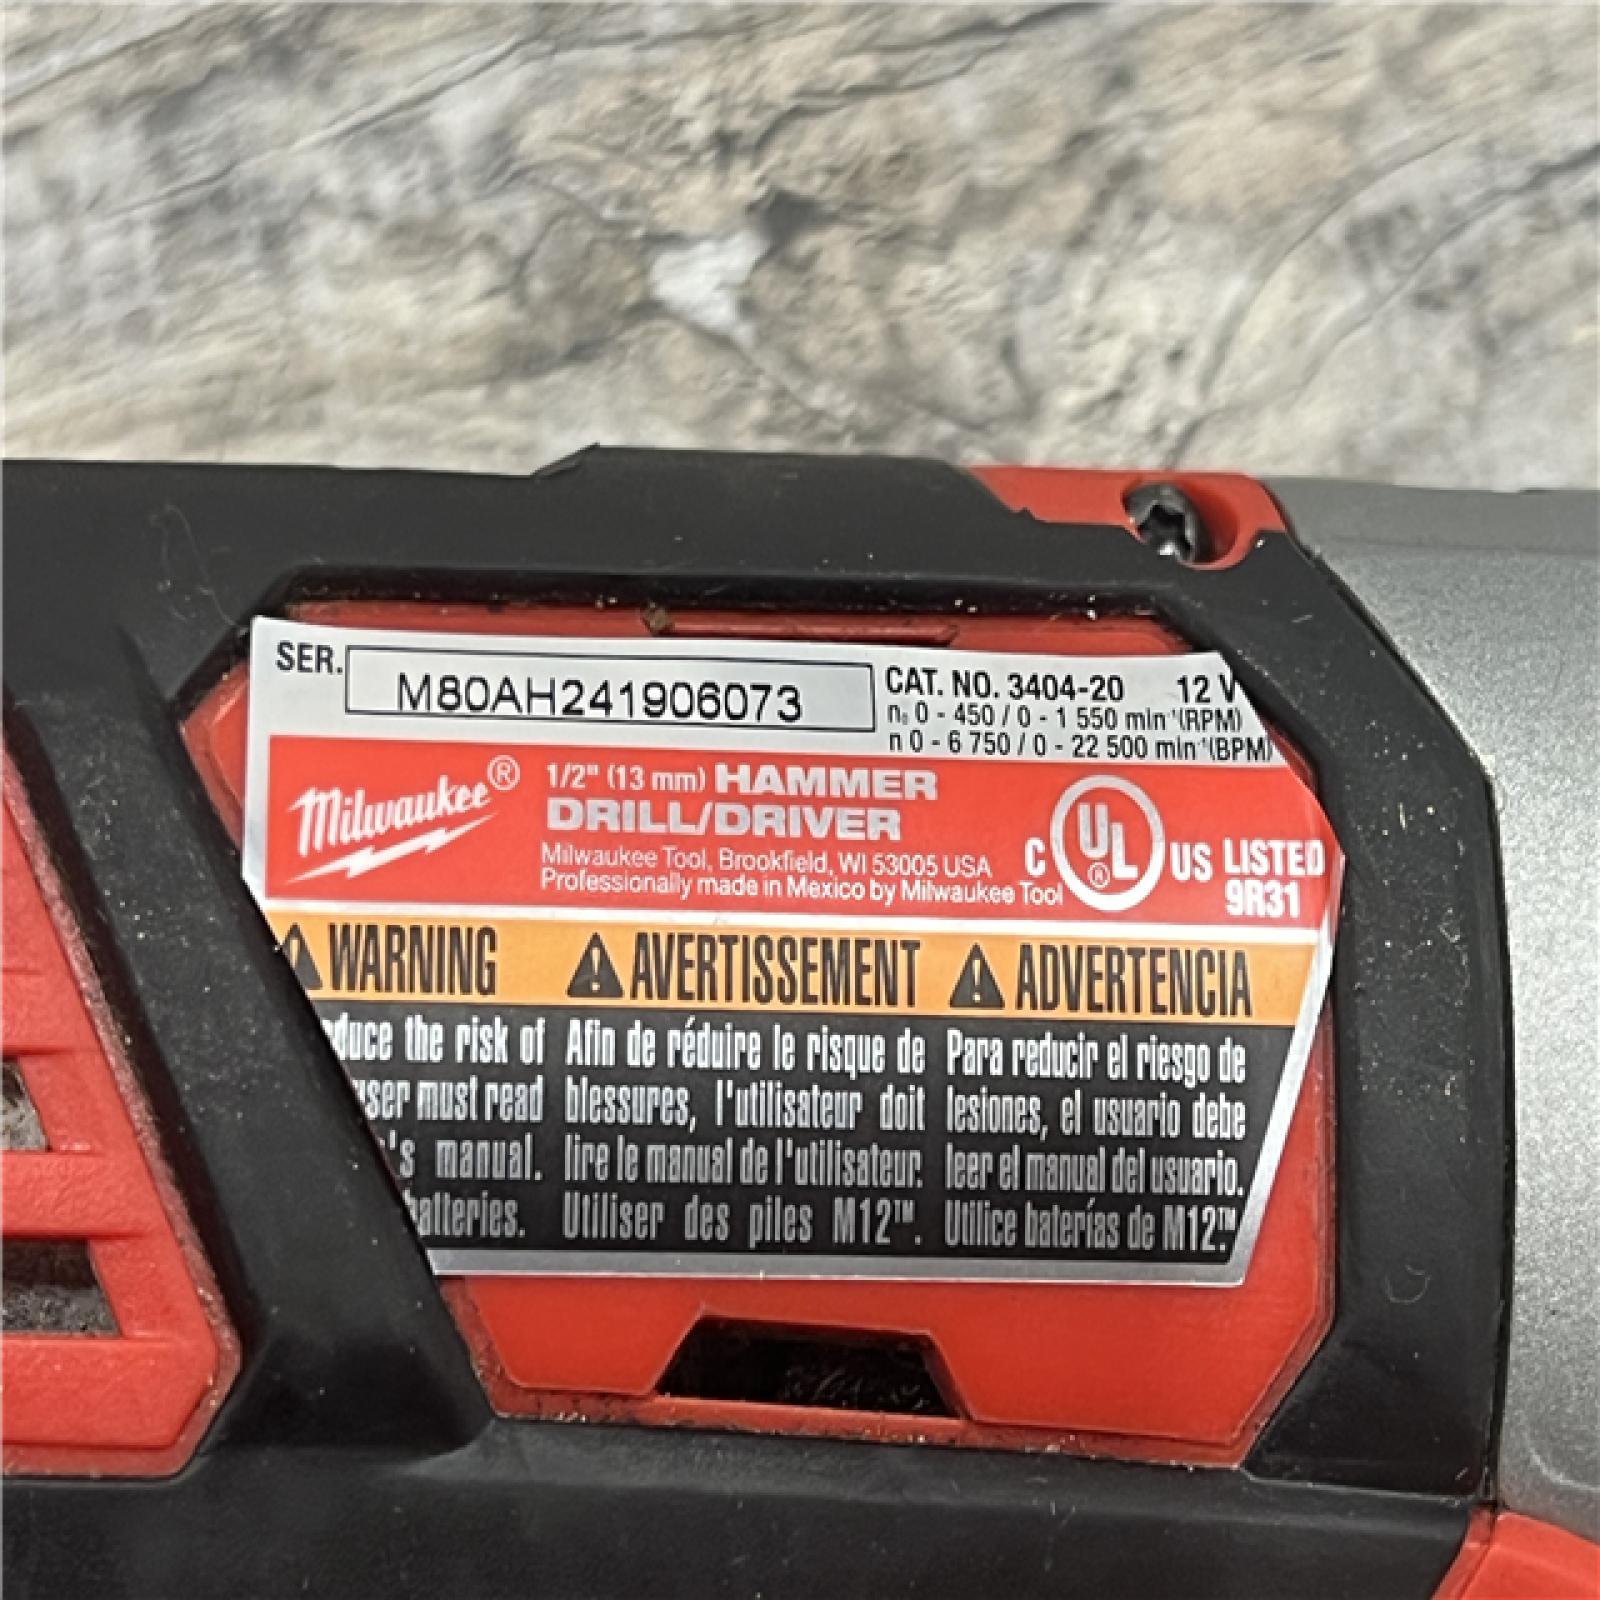 SER. M80AH241906073
CAT. NO. 3404-20 12 V
n₀ 0 - 450 / 0 - 1 550 min⁻¹(RPM)
n 0 - 6 750 / 0 - 22 500 min⁻¹(BPM)
Milwaukee®
1/2" (13 mm) HAMMER
DRILL/DRIVER
Milwaukee Tool, Brookfield, WI 53005 USA
Professionally made in Mexico by Milwaukee Tool
C UL® US LISTED
9R31
WARNING
the risk of
must read
manual.
AVERTISSEMENT
Afin de réduire le risque de
blessures, l'utilisateur doit
lire le manual de l'utilisateur.
Utiliser des piles M12™.
ADVERTENCIA
Para reducir el riesgo de
lesiones, el usuario debe
leer el manual del usuario.
Utilice baterías de M12™.